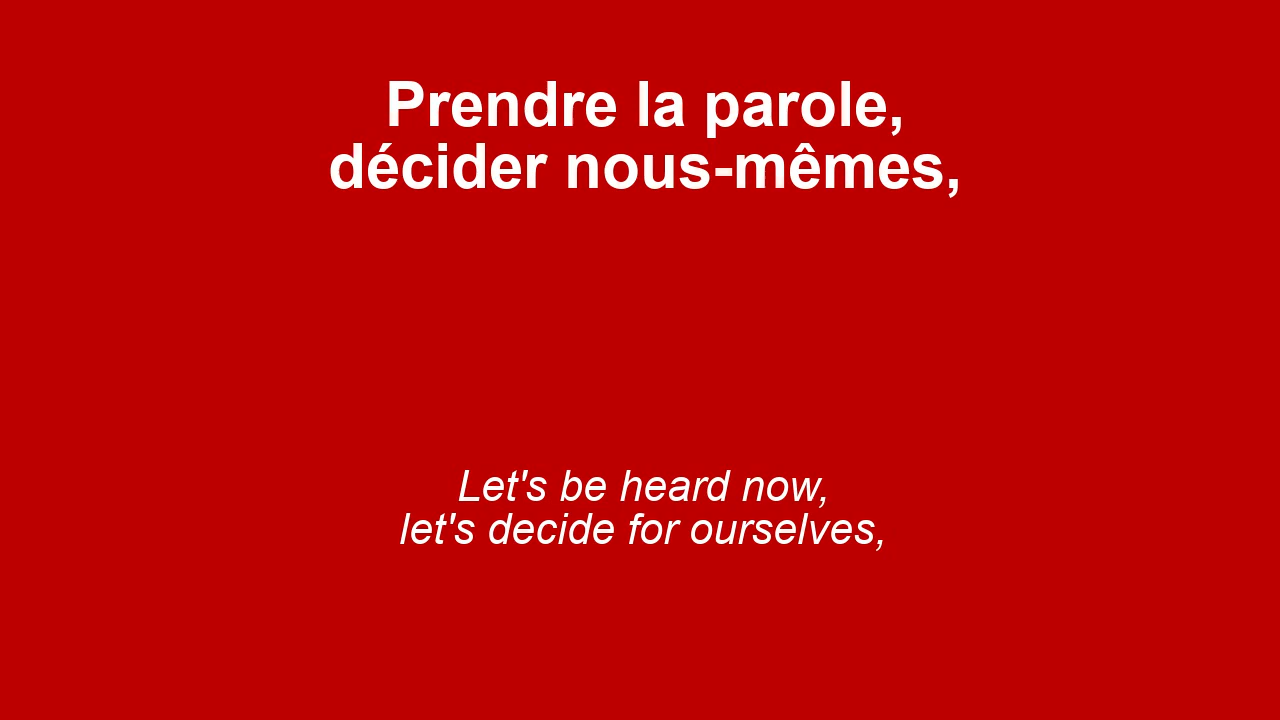 Prendre la parole,
décider nous-mêmes,
Let's be heard now,
let's decide for ourselves,